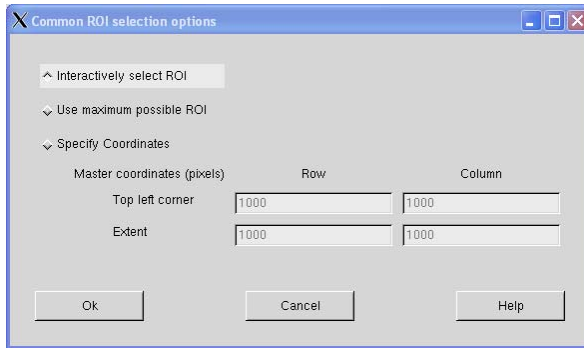 Common ROI selection options
Interactively select ROI
Use maximum possible ROI
Specify Coordinates
Master coordinates (pixels) Row Column
Top left corner 1000 1000
Extent 1000 1000
Ok Cancel Help